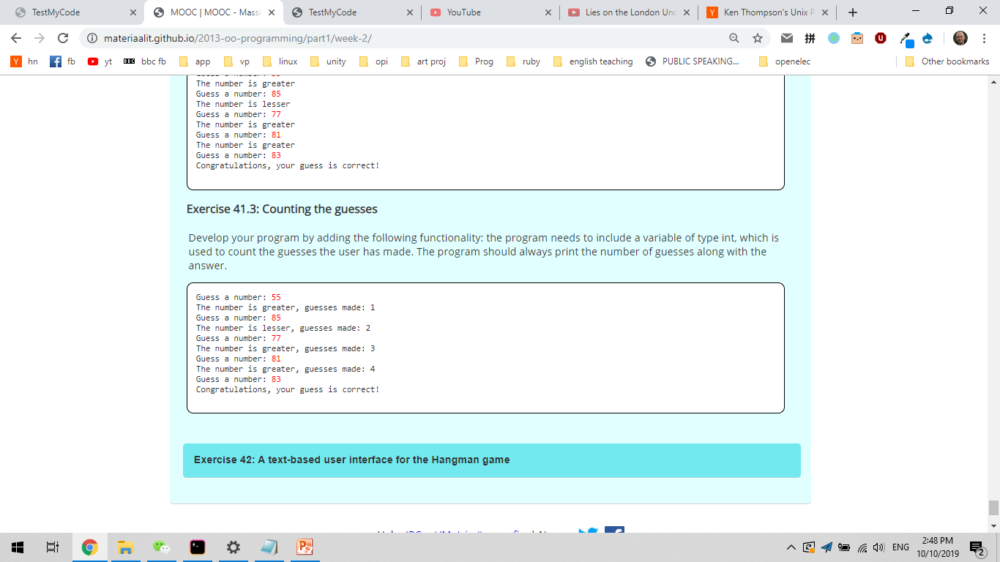 TestMyCode
MOOC | MOOC - Massi
TestMyCode
YouTube
Lies on the London Und
Ken Thompson's Unix P
materiaalit.github.io/2013-oo-programming/part1/week-2/
hn
fb
yt
BBC
bbc fb
app
vp
linux
unity
opi
art proj
Prog
ruby
english teaching
PUBLIC SPEAKING...
openelec
Other bookmarks
The number is greater
Guess a number: 85
The number is lesser
Guess a number: 77
The number is greater
Guess a number: 81
The number is greater
Guess a number: 83
Congratulations, your guess is correct!
Exercise 41.3: Counting the guesses
Develop your program by adding the following functionality: the program needs to include a variable of type int, which is
used to count the guesses the user has made. The program should always print the number of guesses along with the
answer.
Guess a number: 55
The number is greater, guesses made: 1
Guess a number: 85
The number is lesser, guesses made: 2
Guess a number: 77
The number is greater, guesses made: 3
Guess a number: 81
The number is greater, guesses made: 4
Guess a number: 83
Congratulations, your guess is correct!
Exercise 42: A text-based user interface for the Hangman game
ENG
2:48 PM
10/10/2019
2